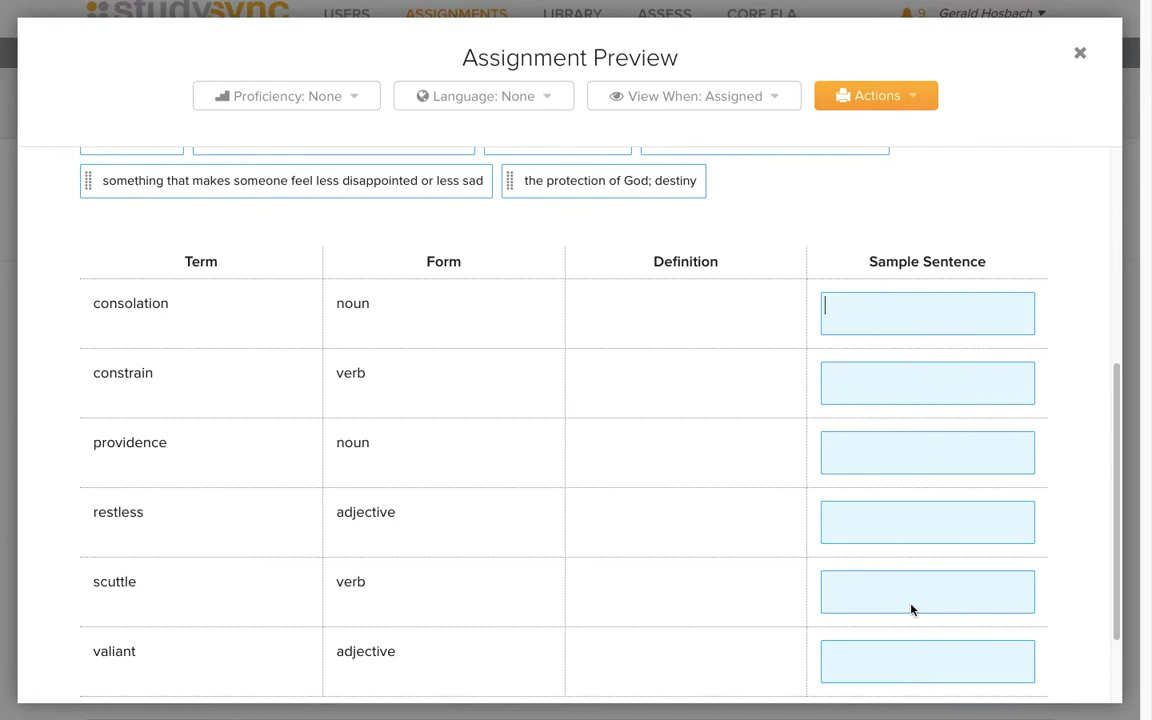 studysync
USERS ASSIGNMENTS LIBRARY ASSESS CORE ELA 9 Gerald Hosbach
Assignment Preview
Proficiency: None Language: None View When: Assigned Actions
something that makes someone feel less disappointed or less sad the protection of God; destiny
Term Form Definition Sample Sentence
consolation noun
constrain verb
providence noun
restless adjective
scuttle verb
valiant adjective